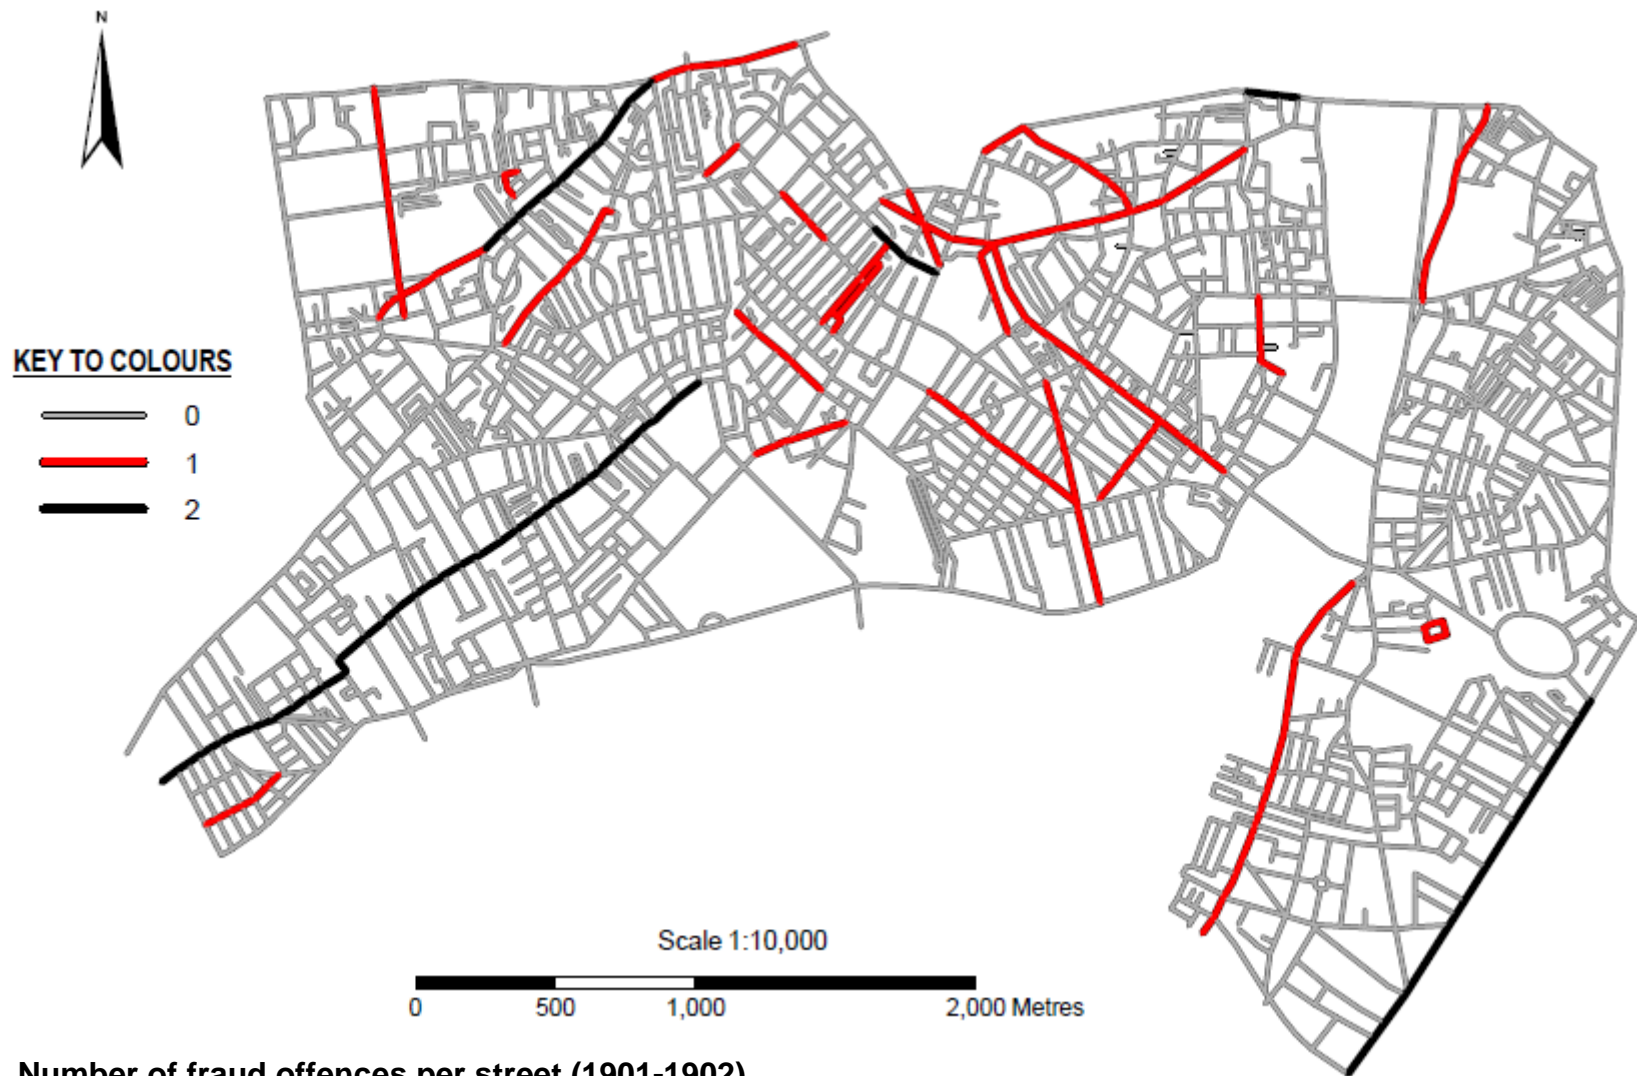 N
KEY TO COLOURS
0
1
2
Scale 1:10,000
0 500 1,000 2,000 Metres
Number of fraud offences per street (1901-1902)